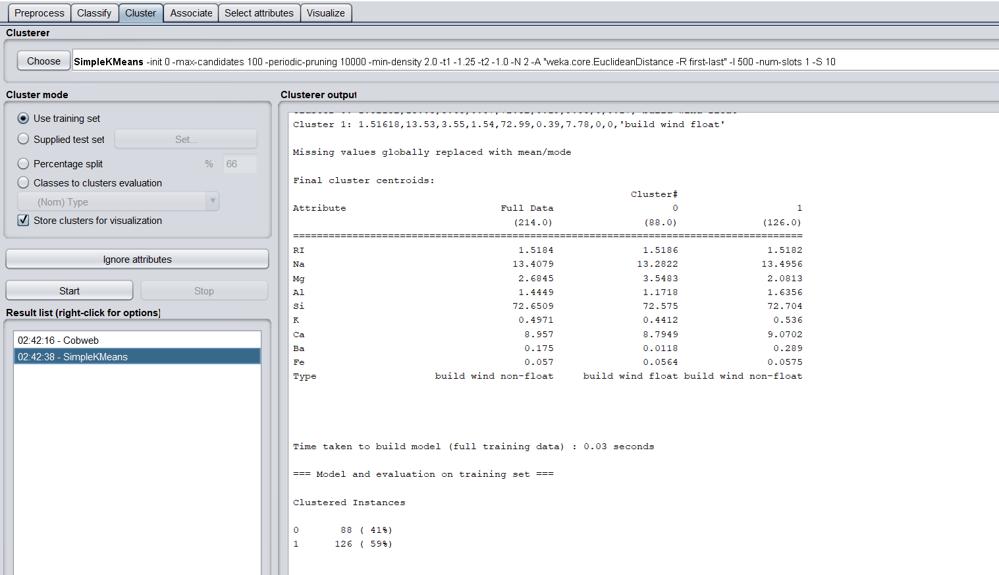 Preprocess Classify Cluster Associate Select attributes Visualize
Clusterer
Choose SimpleKMeans -init 0 -max-candidates 100 -periodic-pruning 10000 -min-density 2.0 -t1 -1.25 -t2 -1.0 -N 2 -A "weka.core.EuclideanDistance -R first-last" -I 500 -num-slots 1 -S 10
Cluster mode
Use training set
Supplied test set Set...
Percentage split % 66
Classes to clusters evaluation
(Nom) Type
Store clusters for visualization
Ignore attributes
Start Stop
Result list (right-click for options)
02:42:16 - Cobweb
02:42:38 - SimpleKMeans
Clusterer output
Cluster 1: 1.51618,13.53,3.55,1.54,72.99,0.39,7.78,0,0,'build wind float'
Missing values globally replaced with mean/mode
Final cluster centroids:
Cluster#
Attribute Full Data 0 1
(214.0) (88.0) (126.0)
==========================================================================================
RI 1.5184 1.5186 1.5182
Na 13.4079 13.2822 13.4956
Mg 2.6845 3.5483 2.0813
Al 1.4449 1.1718 1.6356
Si 72.6509 72.575 72.704
K 0.4971 0.4412 0.536
Ca 8.957 8.7949 9.0702
Ba 0.175 0.0118 0.289
Fe 0.057 0.0564 0.0575
Type build wind non-float build wind float build wind non-float
Time taken to build model (full training data) : 0.03 seconds
=== Model and evaluation on training set ===
Clustered Instances
0 88 ( 41%)
1 126 ( 59%)